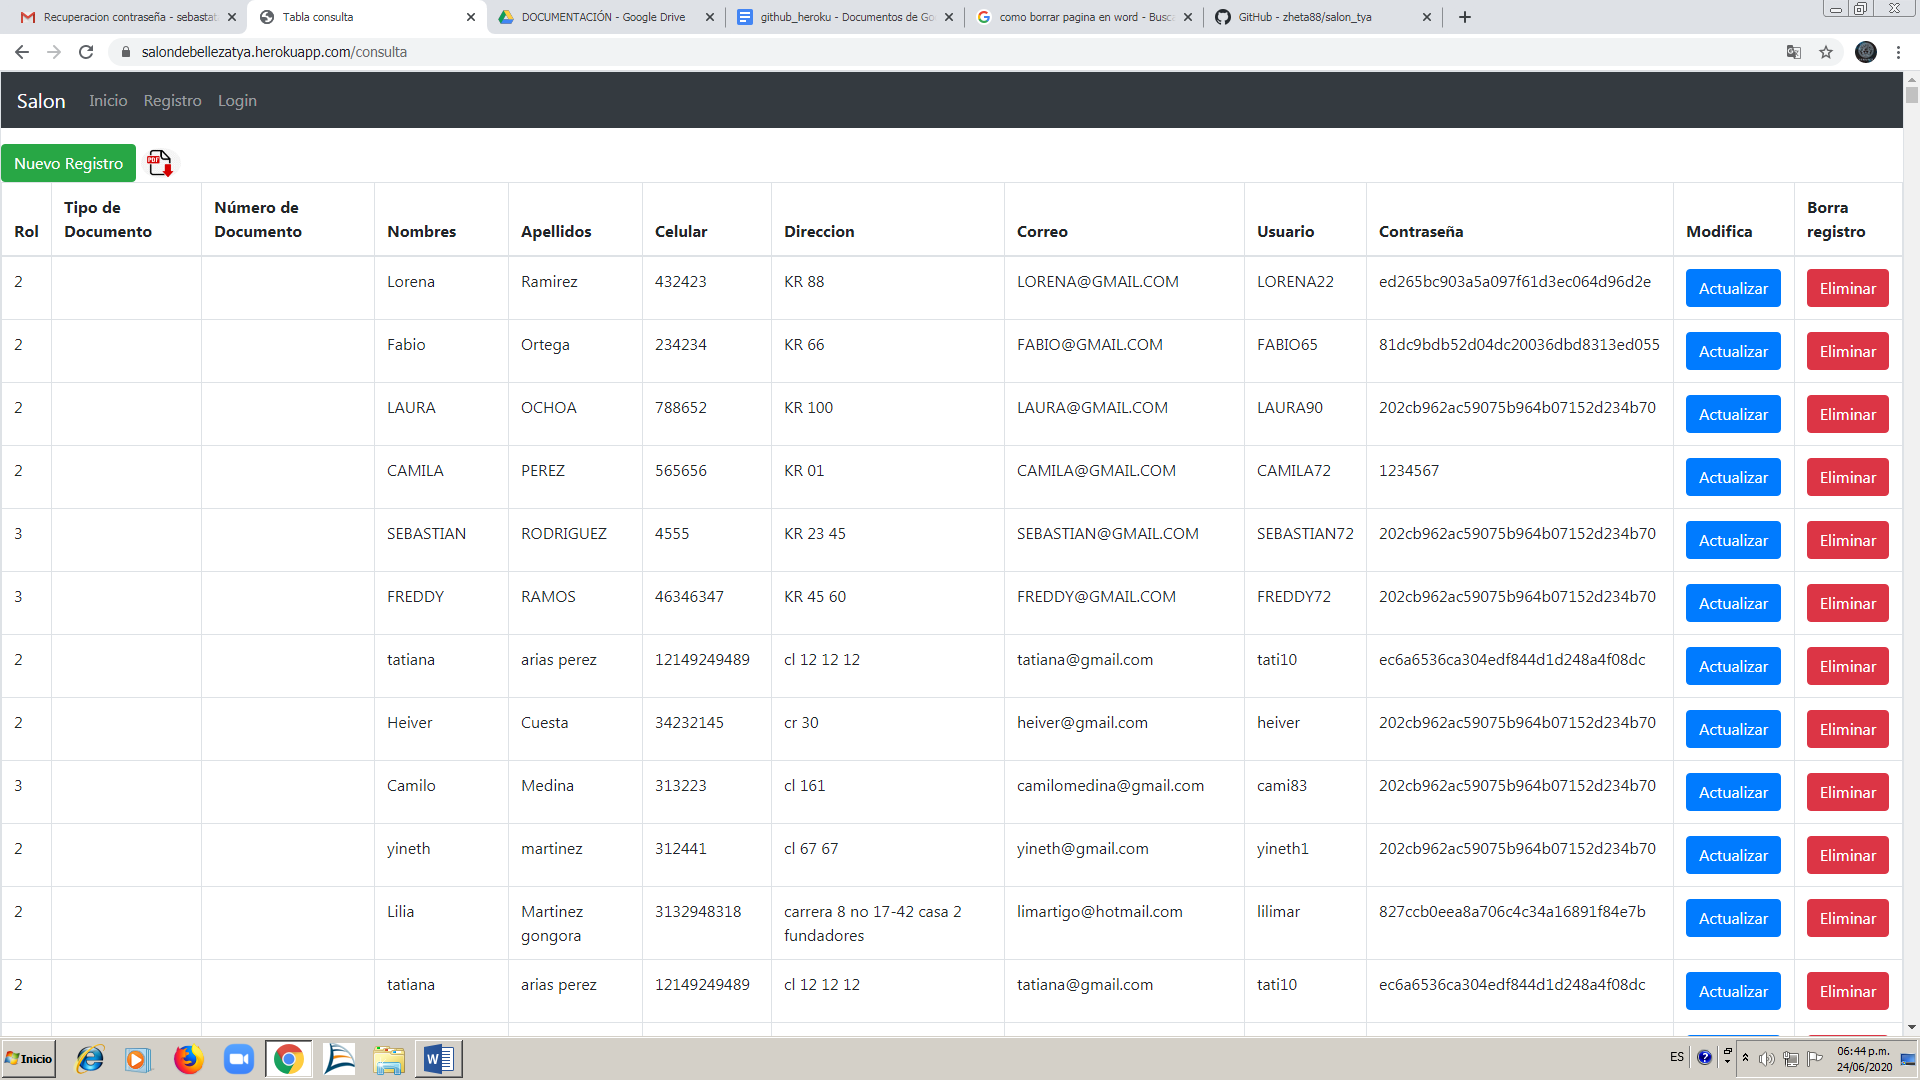 Recuperacion contraseña - sebastat
Tabla consulta
DOCUMENTACIÓN - Google Drive
github_heroku - Documentos de Go
como borrar pagina en word - Busc
GitHub - zheta88/salon_tya
salondebellezatya.herokuapp.com/consulta
Salon Inicio Registro Login
Nuevo Registro PDF
Rol Tipo de Documento Número de Documento Nombres Apellidos Celular Direccion Correo Usuario Contraseña Modifica Borra registro
2 Lorena Ramirez 432423 KR 88 LORENA@GMAIL.COM LORENA22 ed265bc903a5a097f61d3ec064d96d2e Actualizar Eliminar
2 Fabio Ortega 234234 KR 66 FABIO@GMAIL.COM FABIO65 81dc9bdb52d04dc20036dbd8313ed055 Actualizar Eliminar
2 LAURA OCHOA 788652 KR 100 LAURA@GMAIL.COM LAURA90 202cb962ac59075b964b07152d234b70 Actualizar Eliminar
2 CAMILA PEREZ 565656 KR 01 CAMILA@GMAIL.COM CAMILA72 1234567 Actualizar Eliminar
3 SEBASTIAN RODRIGUEZ 4555 KR 23 45 SEBASTIAN@GMAIL.COM SEBASTIAN72 202cb962ac59075b964b07152d234b70 Actualizar Eliminar
3 FREDDY RAMOS 46346347 KR 45 60 FREDDY@GMAIL.COM FREDDY72 202cb962ac59075b964b07152d234b70 Actualizar Eliminar
2 tatiana arias perez 12149249489 cl 12 12 12 tatiana@gmail.com tati10 ec6a6536ca304edf844d1d248a4f08dc Actualizar Eliminar
2 Heiver Cuesta 34232145 cr 30 heiver@gmail.com heiver 202cb962ac59075b964b07152d234b70 Actualizar Eliminar
3 Camilo Medina 313223 cl 161 camilomedina@gmail.com cami83 202cb962ac59075b964b07152d234b70 Actualizar Eliminar
2 yineth martinez 312441 cl 67 67 yineth@gmail.com yineth1 202cb962ac59075b964b07152d234b70 Actualizar Eliminar
2 Lilia Martinez gongora 3132948318 carrera 8 no 17-42 casa 2 fundadores limartigo@hotmail.com lilimar 827ccb0eea8a706c4c34a16891f84e7b Actualizar Eliminar
2 tatiana arias perez 12149249489 cl 12 12 12 tatiana@gmail.com tati10 ec6a6536ca304edf844d1d248a4f08dc Actualizar Eliminar
Inicio
ES
06:44 p.m.
24/06/2020